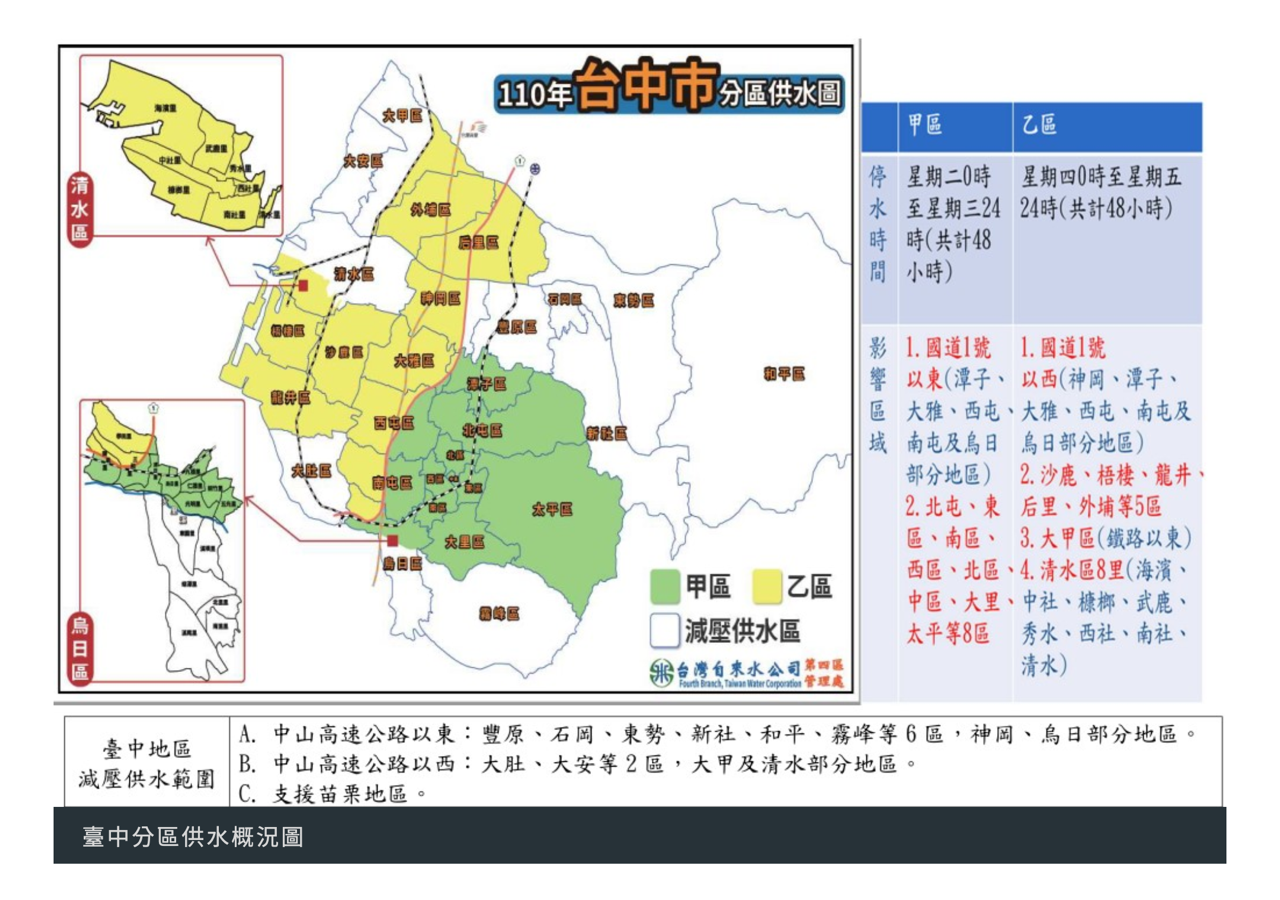 110年台中市分區供水圖
清水區
海濱里
武鹿里
中社里
秀水里
槺榔里
西社里
南社里
清水里
大甲區
大安區
外埔區
后里區
清水區
神岡區
石岡區
東勢區
豐原區
梧棲區
沙鹿區
大雅區
潭子區
和平區
龍井區
西屯區
北屯區
新社區
北區
大肚區
南屯區
西區
東區
南區
太平區
大里區
烏日區
霧峰區
烏日區
甲區
乙區
減壓供水區
台灣自來水公司
第四區
管理處
Fourth Branch, Taiwan Water Corporation
甲區
乙區
停水時間
星期二0時
至星期三24
時(共計48
小時)
星期四0時至星期五
24時(共計48小時)
影響區域
1.國道1號
以東(潭子、
大雅、西屯、
南屯及烏日
部分地區)
2.北屯、東
區、南區、
西區、北區、
中區、大里、
太平等8區
1.國道1號
以西(神岡、潭子、
大雅、西屯、南屯及
烏日部分地區)
2.沙鹿、梧棲、龍井、
后里、外埔等5區
3.大甲區(鐵路以東)
4.清水區8里(海濱、
中社、槺榔、武鹿、
秀水、西社、南社、
清水)
臺中地區
減壓供水範圍
A. 中山高速公路以東：豐原、石岡、東勢、新社、和平、霧峰等 6 區，神岡、烏日部分地區。
B. 中山高速公路以西：大肚、大安等 2 區，大甲及清水部分地區。
C. 支援苗栗地區。
臺中分區供水概況圖